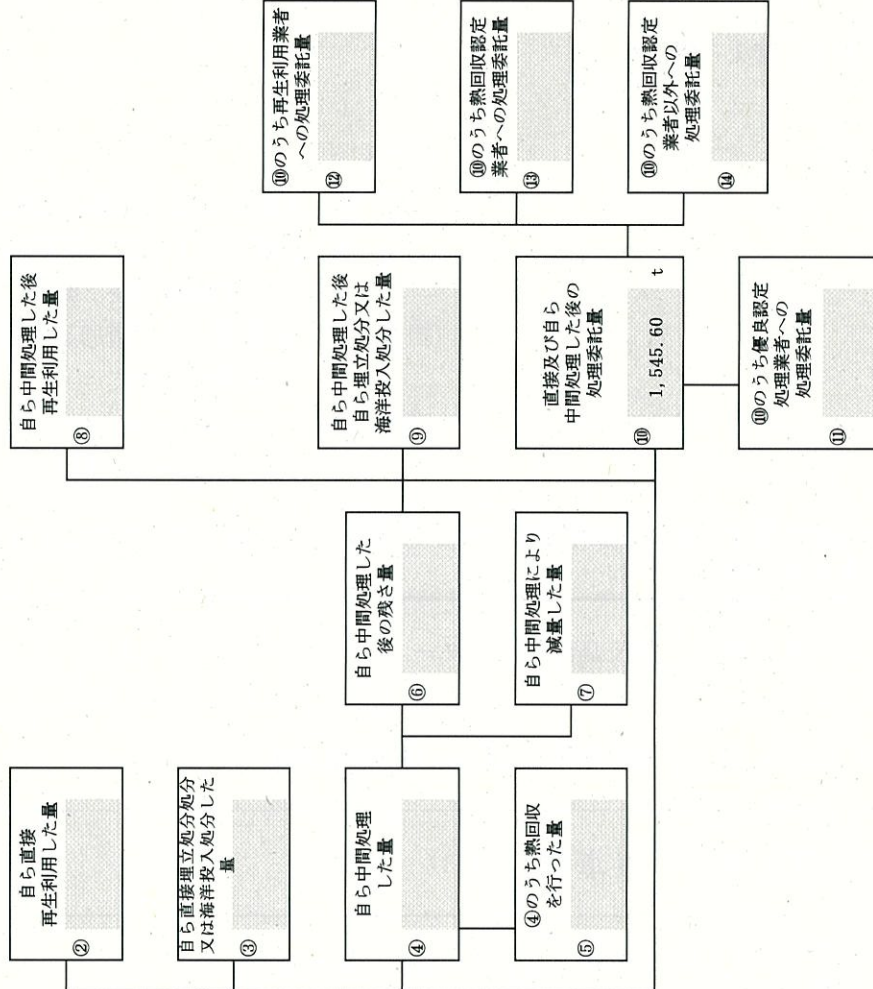 ②
自ら直接
再生利用した量
③
自ら直接埋立処分処分
又は海洋投入処分した
量
④
自ら中間処理
した量
⑤
④のうち熱回収
を行った量
⑥
自ら中間処理した
後の残さ量
⑦
自ら中間処理により
減量した量
⑧
自ら中間処理した後
再生利用した量
⑨
自ら中間処理した後
自ら埋立処分又は
海洋投入処分した量
⑩
直接及び自ら
中間処理した後の
処理委託量
1,545.60 t
⑪
⑩のうち優良認定
処理業者への
処理委託量
⑫
⑩のうち再生利用業者
への処理委託量
⑬
⑩のうち熱回収認定
業者への処理委託量
⑭
⑩のうち熱回収認定
業者以外への
処理委託量